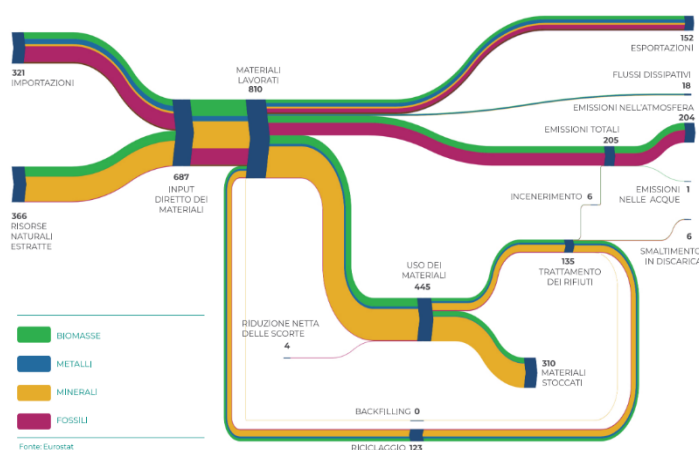 321
IMPORTAZIONI
366
RISORSE
NATURALI
ESTRATTE
687
INPUT
DIRETTO DEI
MATERIALI
MATERIALI
LAVORATI
810
152
ESPORTAZIONI
FLUSSI DISSIPATIVI
18
EMISSIONI NELL'ATMOSFERA
204
EMISSIONI TOTALI
205
INCENERIMENTO 6
1
EMISSIONI
NELLE ACQUE
6
SMALTIMENTO
IN DISCARICA
135
TRATTAMENTO
DEI RIFIUTI
USO DEI
MATERIALI
445
RIDUZIONE NETTA
DELLE SCORTE
4
310
MATERIALI
STOCCATI
BACKFILLING 0
RICICLAGGIO 123
BIOMASSE
METALLI
MINERALI
FOSSILI
Fonte: Eurostat